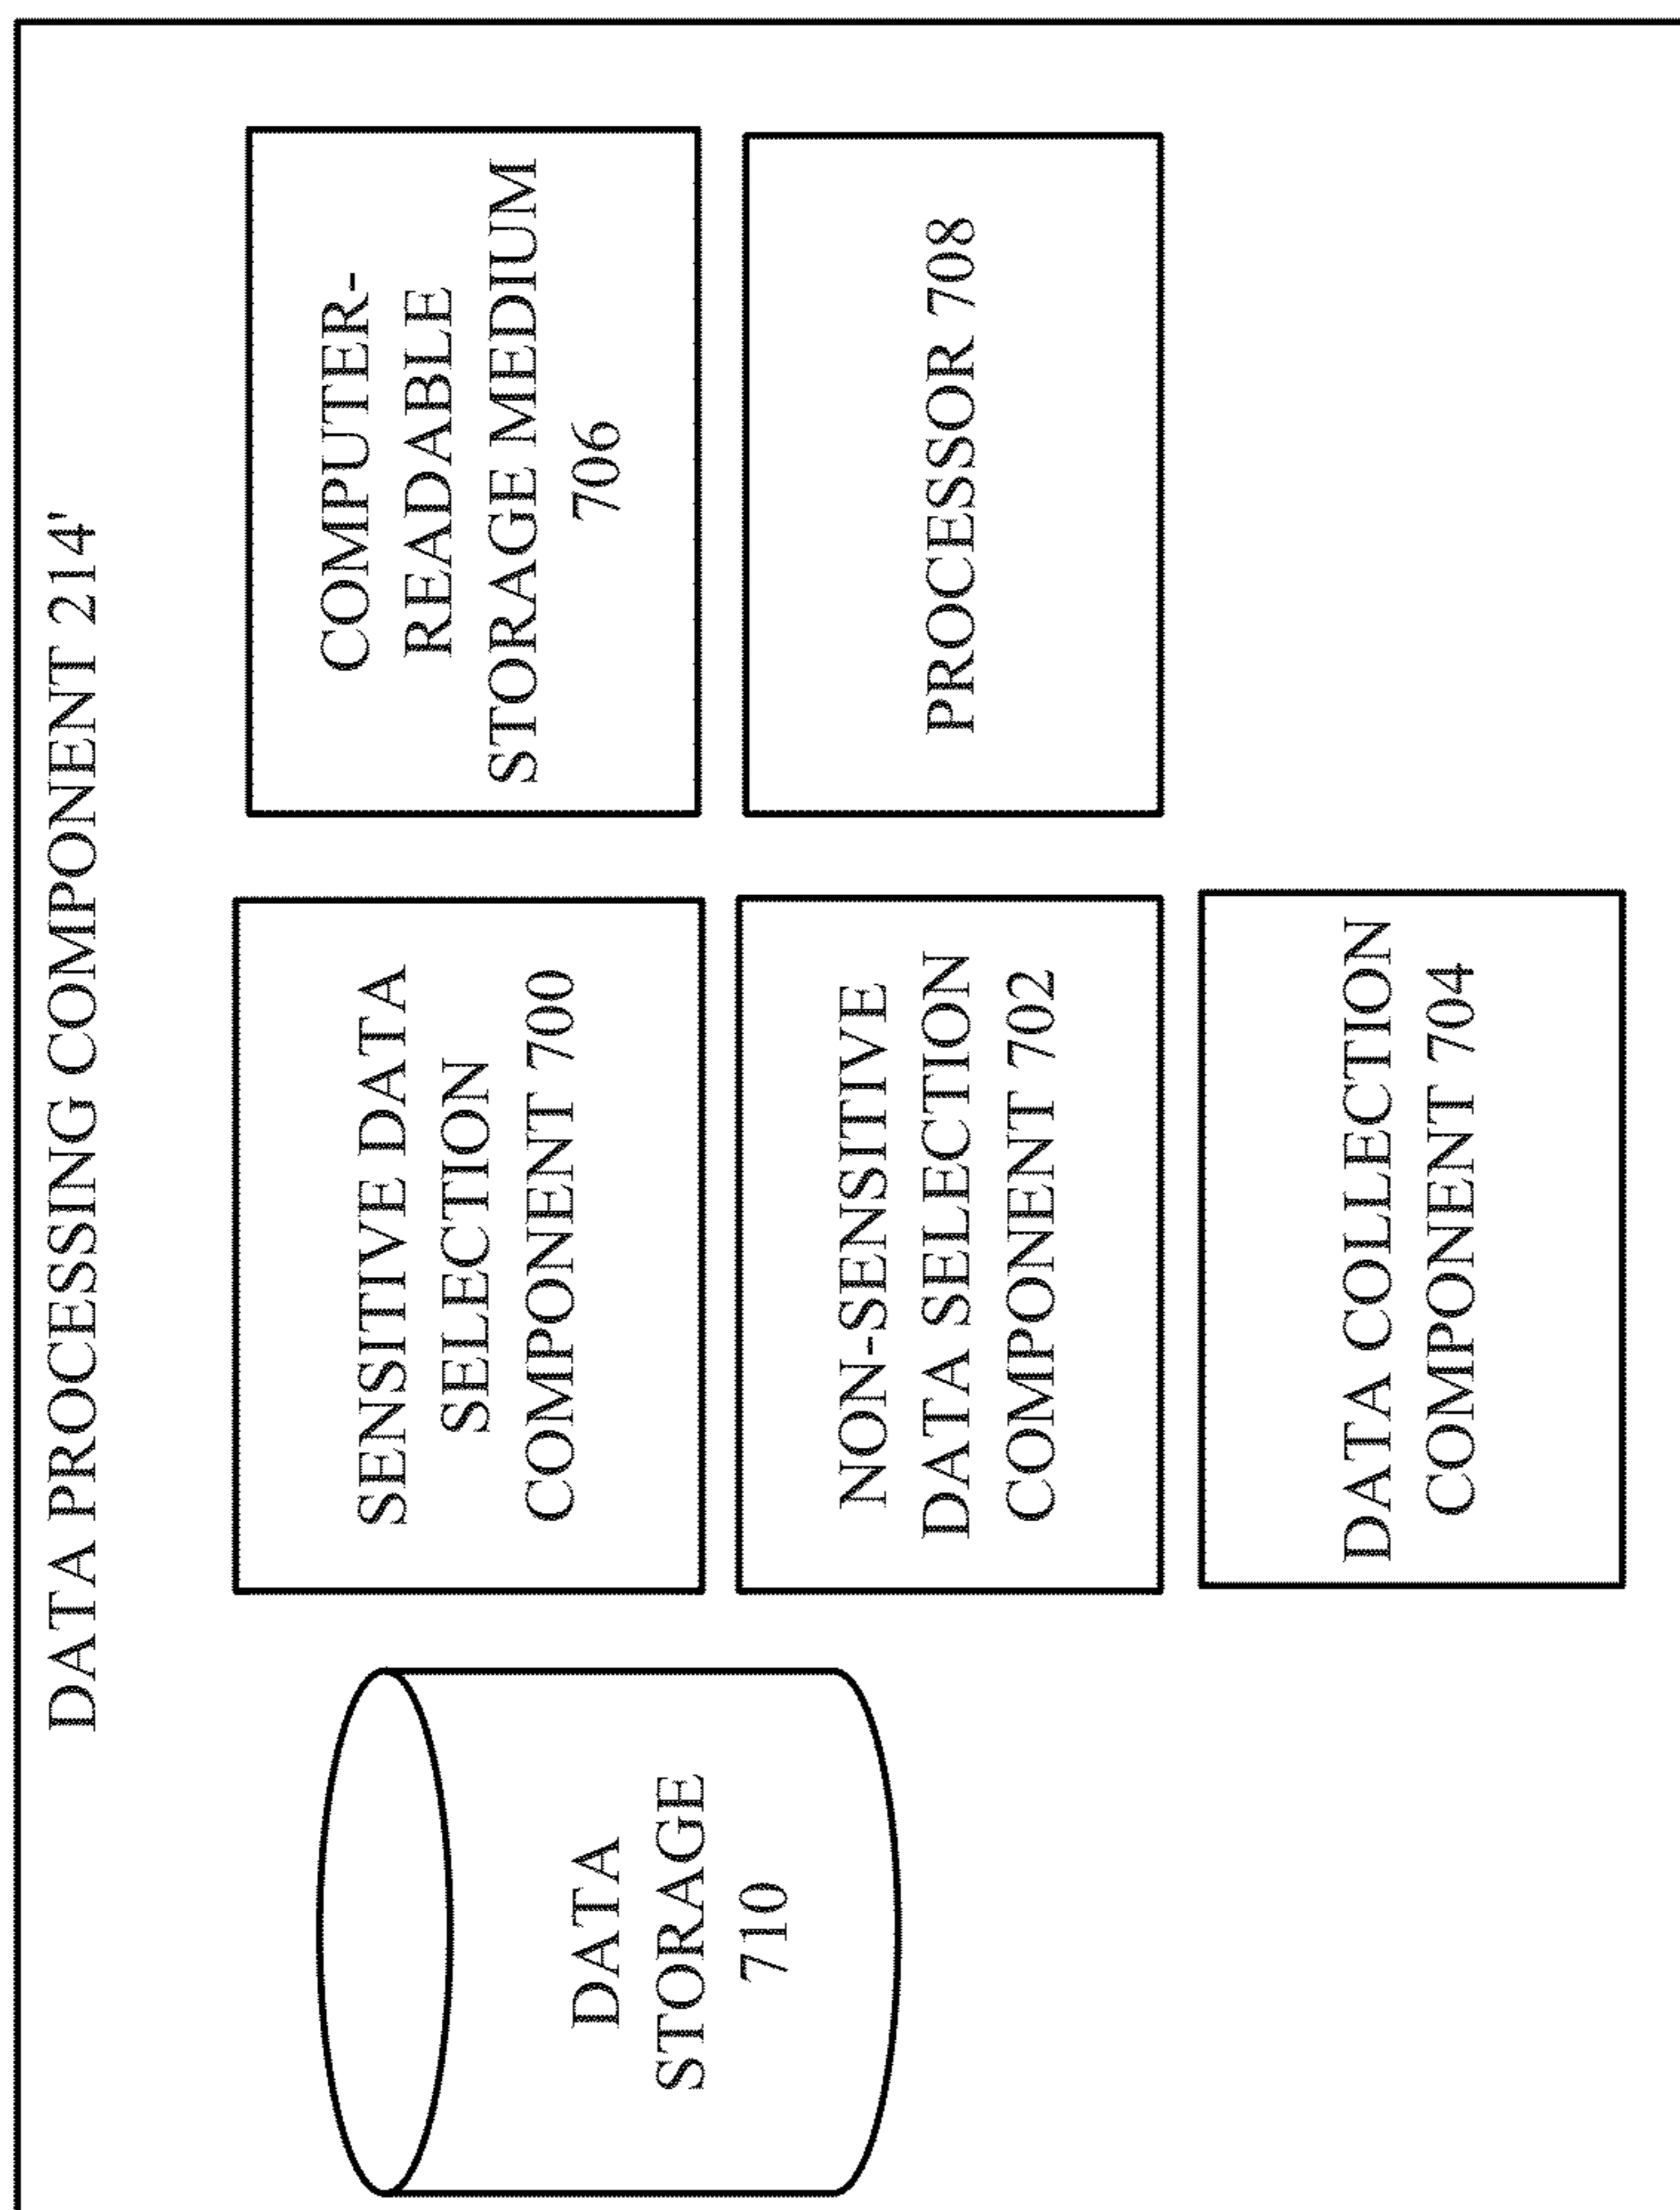 DATA PROCESSING COMPONENT 214'
DATA
STORAGE
710
SENSITIVE DATA
SELECTION
COMPONENT 700
NON-SENSITIVE
DATA SELECTION
COMPONENT 702
DATA COLLECTION
COMPONENT 704
COMPUTER-
READABLE
STORAGE MEDIUM
706
PROCESSOR 708